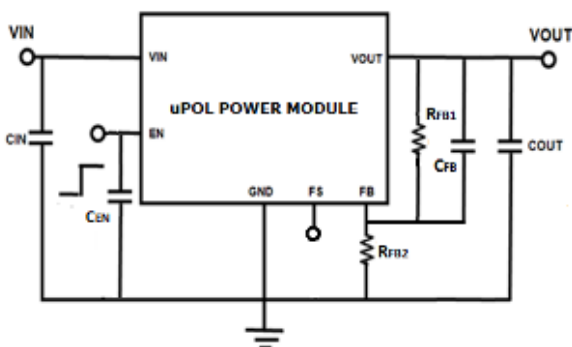 VIN
VOUT
VIN
VOUT
uPOL POWER MODULE
RFB1
CIN
EN
CFB
COUT
CEN
GND
FS
FB
RFB2